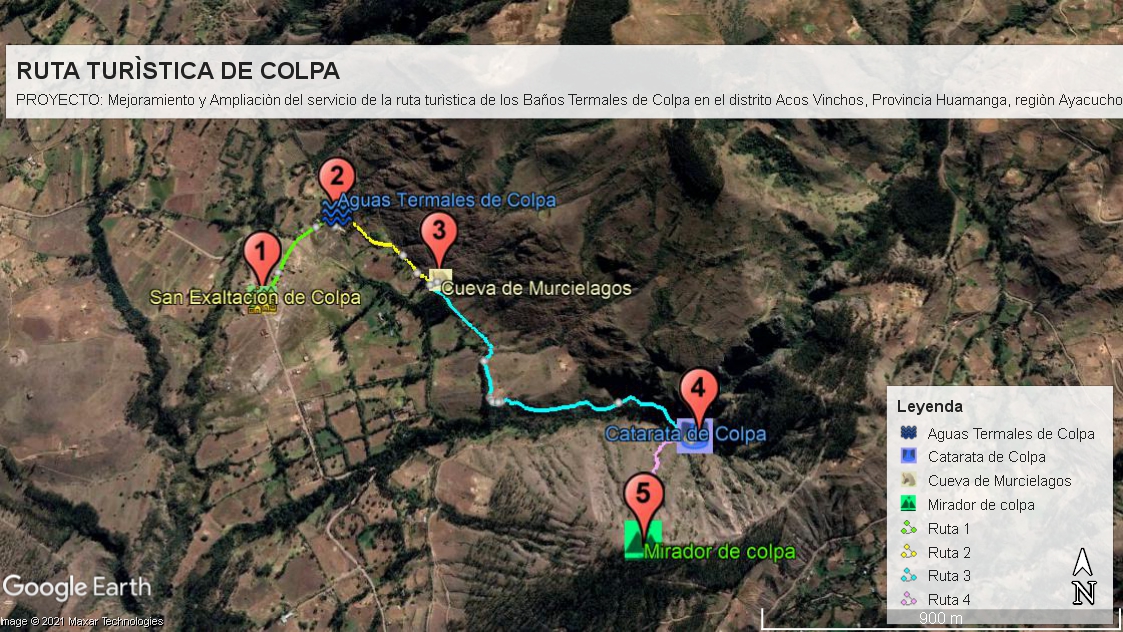 RUTA TURÌSTICA DE COLPA
PROYECTO: Mejoramiento y Ampliaciòn del servicio de la ruta turìstica de los Baños Termales de Colpa en el distrito Acos Vinchos, Provincia Huamanga, regiòn Ayacucho
2
Aguas Termales de Colpa
3
1
Cueva de Murcielagos
San Exaltación de Colpa
4
Catarata de Colpa
5
Mirador de colpa
Leyenda
Aguas Termales de Colpa
Catarata de Colpa
Cueva de Murcielagos
Mirador de colpa
Ruta 1
Ruta 2
Ruta 3
Ruta 4
N
900 m
Google Earth
mage © 2021 Maxar Technologies